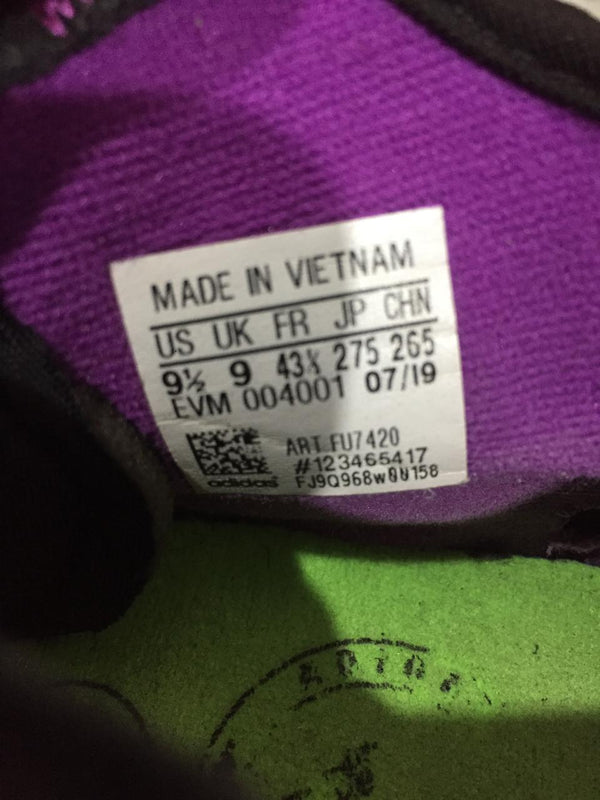 MADE IN VIETNAM
US UK FR JP CHN
9½ 9 43⅓ 275 265
EVM 004001 07/19
ART.FU7420
#123465417
adidas